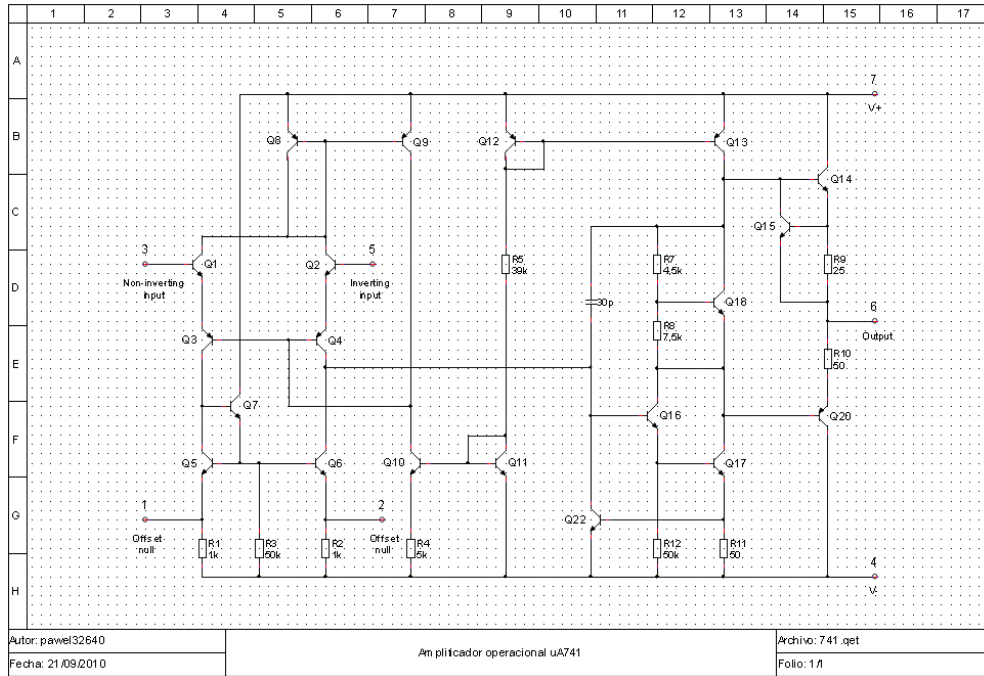 1 2 3 4 5 6 7 8 9 10 11 12 13 14 15 16 17
A
7
V+
B
Q8
Q9
Q12
Q13
Q14
C
Q15
3
Q1
Q2
5
R5
39k
R7
4,5k
R9
25
Non-inverting
input
Inverting
input
D
30p
Q18
6
Output
Q3
Q4
R8
7,5k
R10
50
E
Q7
Q16
Q20
F
Q5
Q6
Q10
Q11
Q17
1
2
G
Q22
Offset
null
Offset
null
R1
1k
R3
50k
R2
1k
R4
5k
R12
50k
R11
50
4
V-
H
Autor: pawel32640
Fecha: 21/09/2010
Amplificador operacional uA741
Archivo: 741.qet
Folio: 1/1